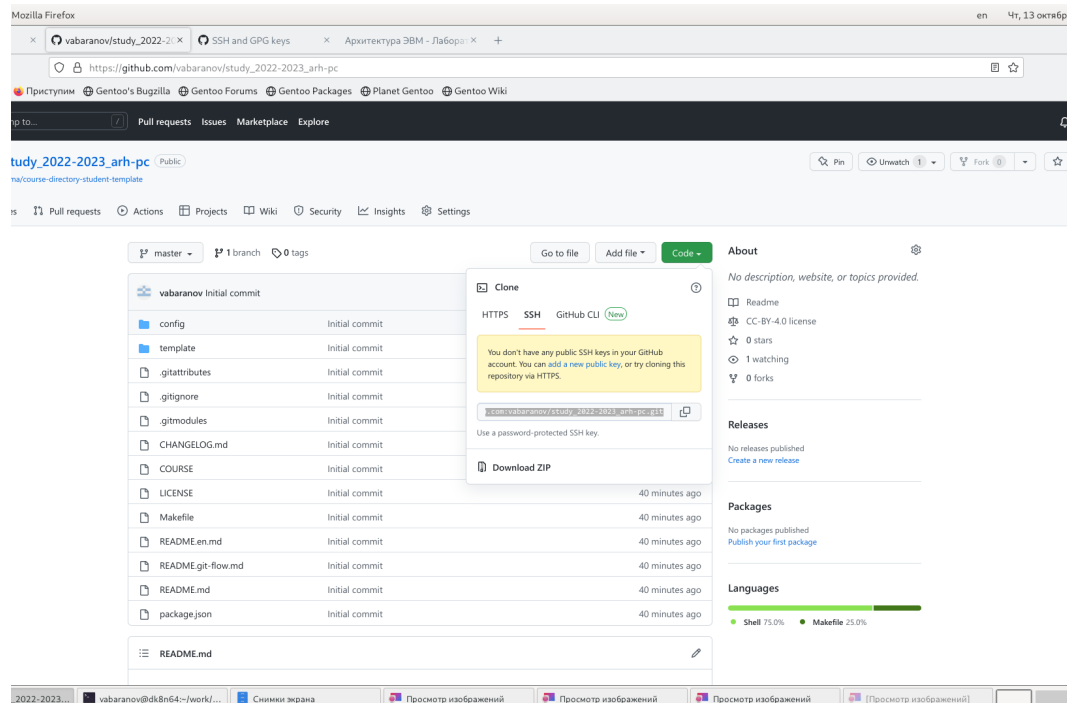 Mozilla Firefox
en Чт, 13 октябр
vabaranov/study_2022-2 SSH and GPG keys Архитектура ЭВМ - Лаборат
https://github.com/vabaranov/study_2022-2023_arh-pc
Приступим Gentoo's Bugzilla Gentoo Forums Gentoo Packages Planet Gentoo Gentoo Wiki
mp to... / Pull requests Issues Marketplace Explore
tudy_2022-2023_arh-pc Public
Pin Unwatch 1 Fork 0
ma/course-directory-student-template
es Pull requests Actions Projects Wiki Security Insights Settings
master 1 branch 0 tags Go to file Add file Code
vabaranov Initial commit
config Initial commit
template Initial commit
.gitattributes Initial commit
.gitignore Initial commit
.gitmodules Initial commit
CHANGELOG.md Initial commit
COURSE Initial commit
LICENSE Initial commit 40 minutes ago
Makefile Initial commit 40 minutes ago
README.en.md Initial commit 40 minutes ago
README.git-flow.md Initial commit 40 minutes ago
README.md Initial commit 40 minutes ago
package.json Initial commit 40 minutes ago
README.md
Clone
HTTPS SSH GitHub CLI New
You don't have any public SSH keys in your GitHub
account. You can add a new public key, or try cloning this
repository via HTTPS.
.com:vabaranov/study_2022-2023_arh-pc.git
Use a password-protected SSH key.
Download ZIP
About
No description, website, or topics provided.
Readme
CC-BY-4.0 license
0 stars
1 watching
0 forks
Releases
No releases published
Create a new release
Packages
No packages published
Publish your first package
Languages
Shell 75.0% Makefile 25.0%
_2022-2023... vabaranov@dk8n64:~/work/... Снимки экрана Просмотр изображений Просмотр изображений Просмотр изображений [Просмотр изображений]